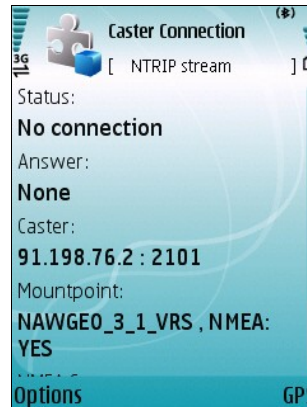 Caster Connection
3G
[ NTRIP stream ]
Status:
No connection
Answer:
None
Caster:
91.198.76.2 : 2101
Mountpoint:
NAWGEO_3_1_VRS , NMEA:
YES
Options GP